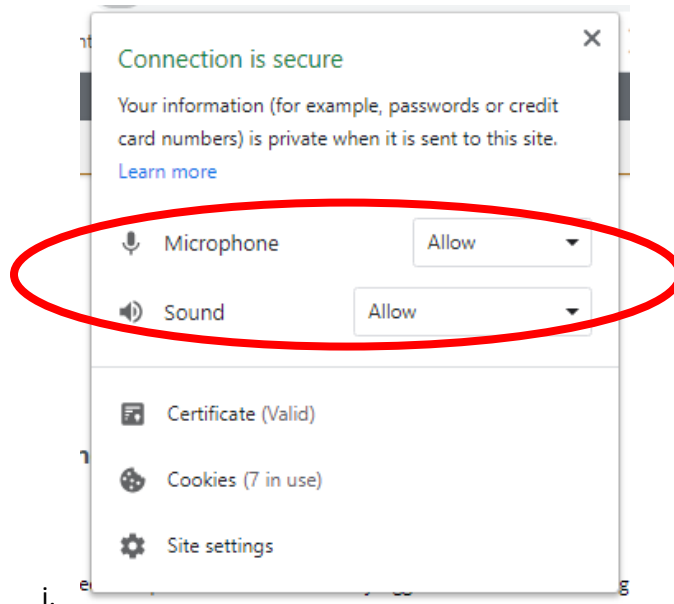 Connection is secure
Your information (for example, passwords or credit
card numbers) is private when it is sent to this site.
Learn more
Microphone Allow
Sound Allow
Certificate (Valid)
Cookies (7 in use)
Site settings
i.